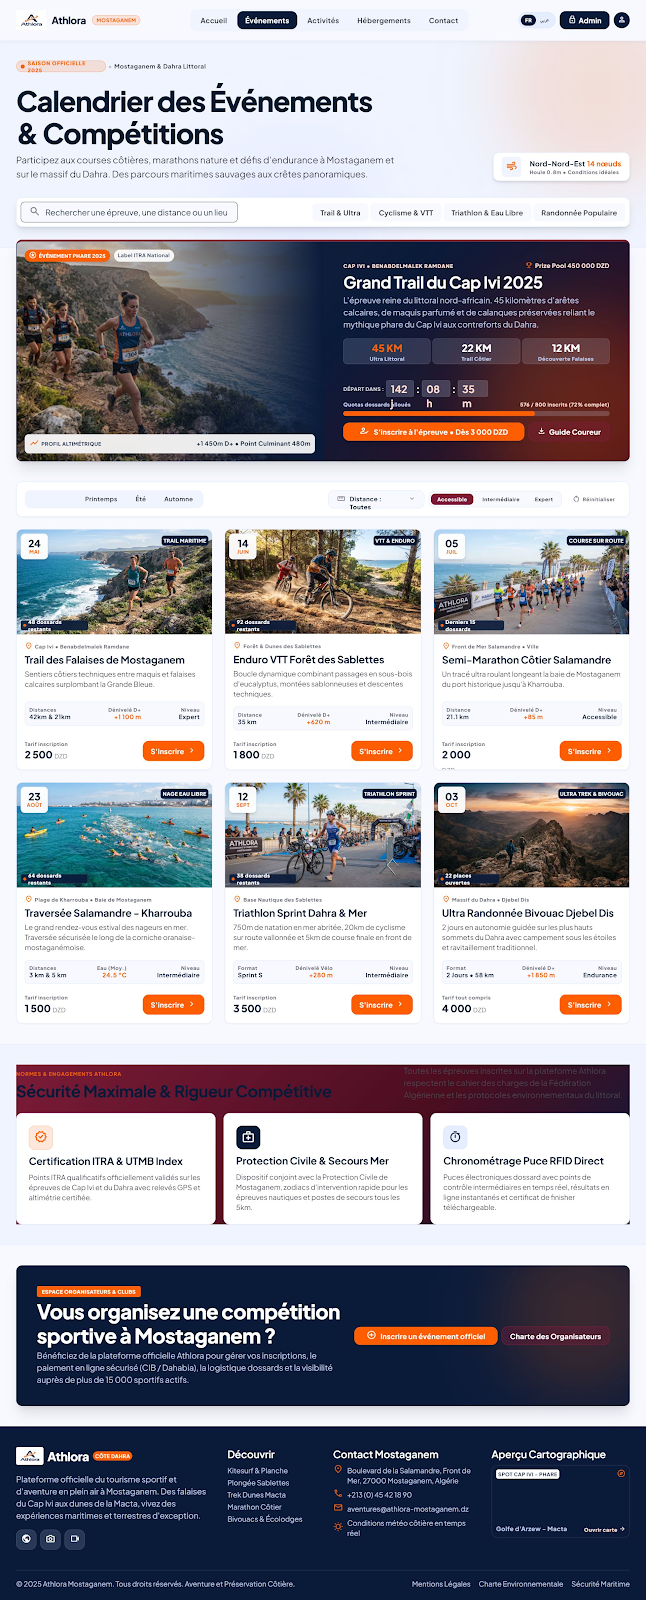 Athlora
Athlora
MOSTAGANEM
Accueil
Événements
Activités
Hébergements
Contact
FR
عربي
Admin
SAISON OFFICIELLE
2025
• Mostaganem & Dahra Littoral
Calendrier des Événements
& Compétitions
Participez aux courses côtières, marathons nature et défis d'endurance à Mostaganem et
sur le massif du Dahra. Des parcours maritimes sauvages aux crêtes panoramiques.
Nord-Nord-Est 14 nœuds
Houle 0.8m • Conditions idéales
Rechercher une épreuve, une distance ou un lieu
Trail & Ultra
Cyclisme & VTT
Triathlon & Eau Libre
Randonnée Populaire
ÉVÉNEMENT PHARE 2025
Label ITRA National
CAP IVI • BENABDELMALEK RAMDANE
Prize Pool 450 000 DZD
Grand Trail du Cap Ivi 2025
L'épreuve reine du littoral nord-africain. 45 kilomètres d'arêtes
calcaires, de maquis parfumé et de calanques préservées reliant le
mythique phare du Cap Ivi aux contreforts du Dahra.
45 KM
Ultra Littoral
22 KM
Trail Côtier
12 KM
Découverte Falaises
DÉPART DANS :
142
j
:
08
h
:
35
m
Quotas dossards alloués
576 / 800 inscrits (72% complet)
S'inscrire à l'épreuve • Dès 3 000 DZD
Guide Coureur
PROFIL ALTIMÉTRIQUE
+1 450m D+ • Point Culminant 480m
Printemps
Été
Automne
Distance :
Toutes
Accessible
Intermédiaire
Expert
Réinitialiser
24
MAI
TRAIL MARITIME
48 dossards
restants
Cap Ivi • Benabdelmalek Ramdane
Trail des Falaises de Mostaganem
Sentiers côtiers techniques entre maquis et falaises
calcaires surplombant la Grande Bleue.
Distances
42km & 21km
Dénivelé D+
+1 100 m
Niveau
Expert
Tarif inscription
2 500 DZD
S'inscrire
14
JUIN
VTT & ENDURO
92 dossards
restants
Forêt & Dunes des Sablettes
Enduro VTT Forêt des Sablettes
Boucle dynamique combinant passages en sous-bois
d'eucalyptus, montées sablonneuses et descentes
techniques.
Distance
35 km
Dénivelé D+
+620 m
Niveau
Intermédiaire
Tarif inscription
1 800 DZD
S'inscrire
05
JUIL
COURSE SUR ROUTE
ATHLORA
Derniers 15
dossards
Front de Mer Salamandre • Ville
Semi-Marathon Côtier Salamandre
Un tracé ultra roulant longeant la baie de Mostaganem
du port historique jusqu'à Kharrouba.
Distance
21.1 km
Dénivelé D+
+85 m
Niveau
Accessible
Tarif inscription
2 000
S'inscrire
23
AOÛT
NAGE EAU LIBRE
64 dossards
restants
Plage de Kharrouba • Baie de Mostaganem
Traversée Salamandre – Kharrouba
Le grand rendez-vous estival des nageurs en mer.
Traversée sécurisée le long de la corniche oranaise-
mostaganémoise.
Distances
3 km & 5 km
Eau (Moy.)
24.5 °C
Niveau
Intermédiaire
Tarif inscription
1 500 DZD
S'inscrire
12
SEPT
TRIATHLON SPRINT
ATHLORA
38 dossards
restants
Base Nautique des Sablettes
Triathlon Sprint Dahra & Mer
750m de natation en mer abritée, 20km de cyclisme
sur route vallonnée et 5km de course finale en front de
mer.
Format
Sprint S
Dénivelé Vélo
+280 m
Niveau
Intermédiaire
Tarif inscription
3 500 DZD
S'inscrire
03
OCT
ULTRA TREK & BIVOUAC
22 places
ouvertes
Massif du Dahra • Djebel Dis
Ultra Randonnée Bivouac Djebel Dis
2 jours en autonomie guidée sur les plus hauts
sommets du Dahra avec campement sous les étoiles
et ravitaillement traditionnel.
Format
2 Jours • 58 km
Dénivelé D+
+1 850 m
Niveau
Endurance
Tarif tout compris
4 000 DZD
S'inscrire
NORMES & ENGAGEMENTS ATHLORA
Sécurité Maximale & Rigueur Compétitive
Toutes les épreuves inscrites sur la plateforme Athlora
respectent le cahier des charges de la Fédération
Algérienne et les protocoles environnementaux du littoral.
Certification ITRA & UTMB Index
Points ITRA qualificatifs officiellement validés sur les
épreuves de Cap Ivi et du Dahra avec relevés GPS et
altimétrie certifiée.
Protection Civile & Secours Mer
Dispositif conjoint avec la Protection Civile de
Mostaganem, zodiacs d'intervention rapide pour les
épreuves nautiques et postes de secours tous les
5km.
Chronométrage Puce RFID Direct
Puces électroniques dossard avec points de
contrôle intermédiaires en temps réel, résultats en
ligne instantanés et certificat de finisher
téléchargeable.
ESPACE ORGANISATEURS & CLUBS
Vous organisez une compétition
sportive à Mostaganem ?
Bénéficiez de la plateforme officielle Athlora pour gérer vos inscriptions, le
paiement en ligne sécurisé (CIB / Dahabia), la logistique dossards et la visibilité
auprès de plus de 15 000 sportifs actifs.
Inscrire un événement officiel
Charte des Organisateurs
Athlora
Athlora
CÔTE DAHRA
Plateforme officielle du tourisme sportif et
d'aventure en plein air à Mostaganem. Des falaises
du Cap Ivi aux dunes de la Macta, vivez des
expériences maritimes et terrestres d'exception.
Découvrir
Kitesurf & Planche
Plongée Sablettes
Trek Dunes Macta
Marathon Côtier
Bivouacs & Écolodges
Contact Mostaganem
Boulevard de la Salamandre, Front de
Mer, 27000 Mostaganem, Algérie
+213 (0) 45 42 18 90
aventures@athlora-mostaganem.dz
Conditions météo côtière en temps
réel
Aperçu Cartographique
SPOT CAP IVI - PHARE
Golfe d'Arzew – Macta
Ouvrir carte →
© 2025 Athlora Mostaganem. Tous droits réservés. Aventure et Préservation Côtière.
Mentions Légales
Charte Environnementale
Sécurité Maritime